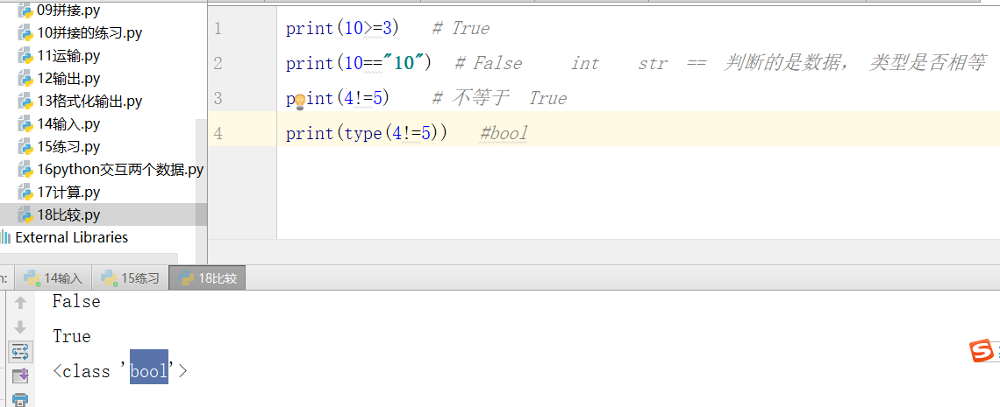 09拼接.py
10拼接的练习.py
11运输.py
12输出.py
13格式化输出.py
14输入.py
15练习.py
16python交互两个数据.py
17计算.py
18比较.py
External Libraries
1 print(10>=3) # True
2 print(10=="10") # False int str == 判断的是数据， 类型是否相等
3 print(4!=5) # 不等于 True
4 print(type(4!=5)) #bool
n: 14输入 15练习 18比较
False
True
<class 'bool'>
S